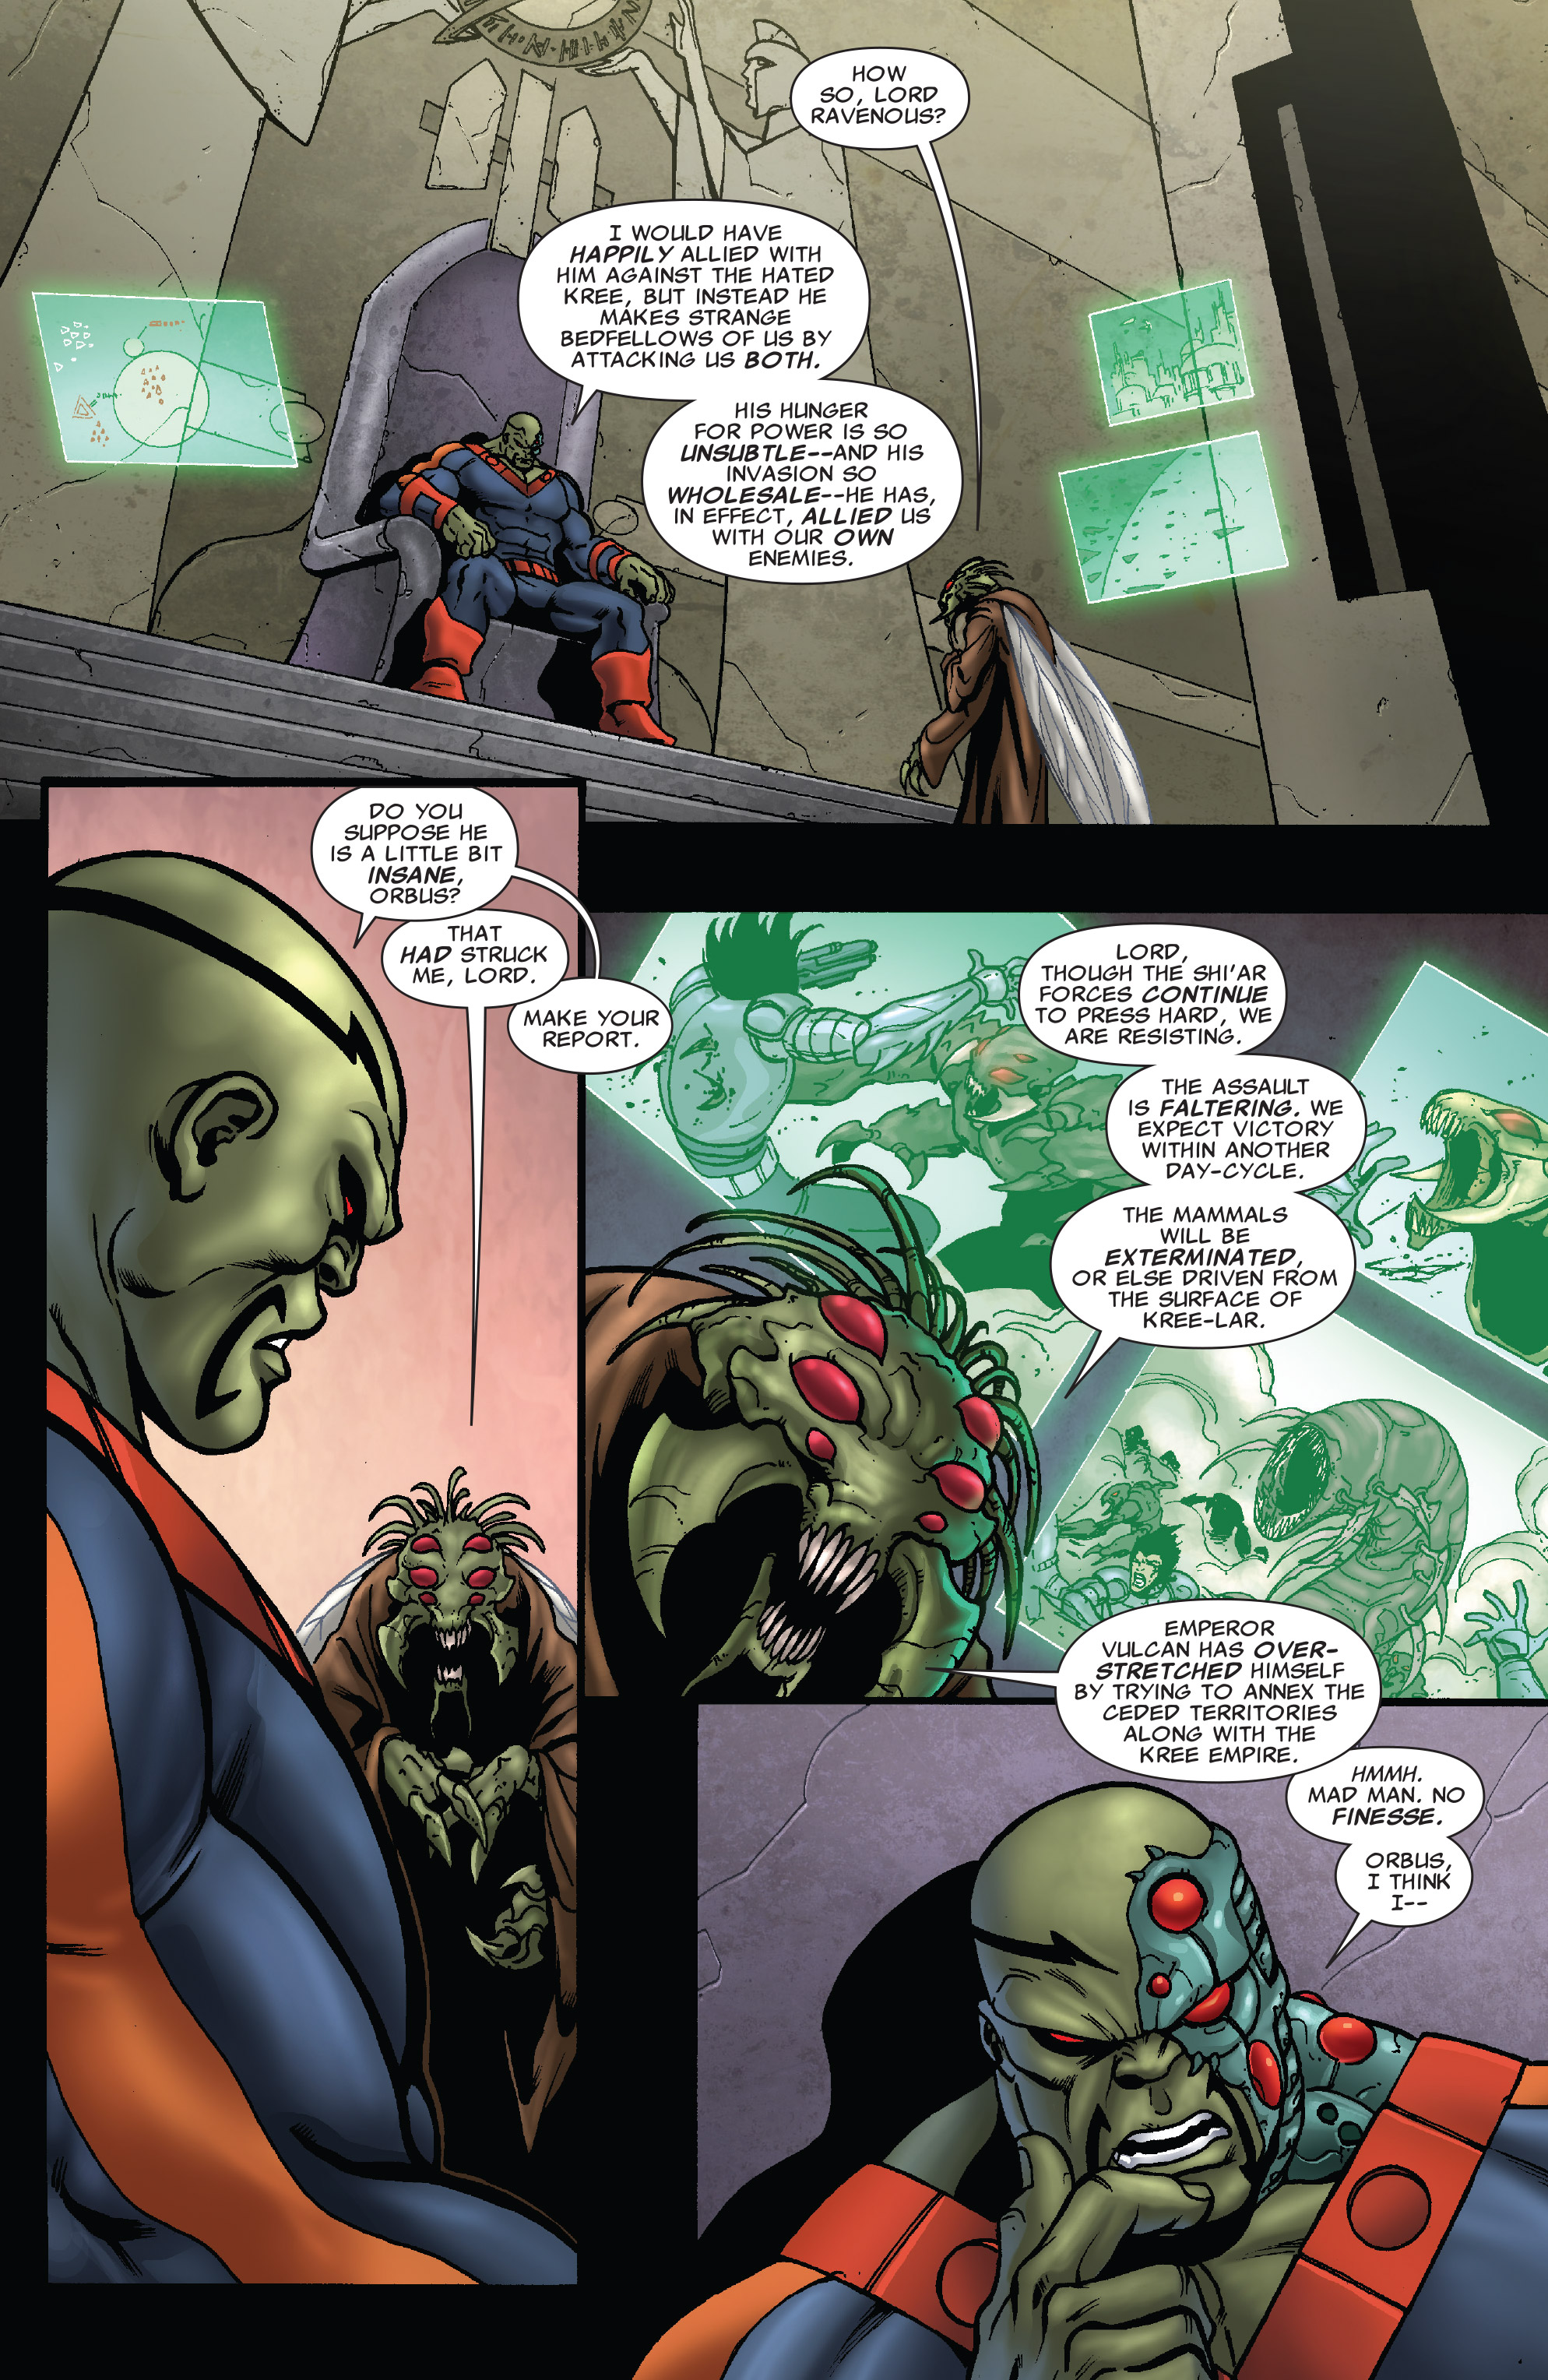 HOW
SO, LORD
RAVENOUS?
I WOULD HAVE
HAPPILY ALLIED WITH
HIM AGAINST THE HATED
KREE, BUT INSTEAD HE
MAKES STRANGE
BEDFELLOWS OF US BY
ATTACKING US BOTH.
HIS HUNGER
FOR POWER IS SO
UNSUBTLE--AND HIS
INVASION SO
WHOLESALE--HE HAS,
IN EFFECT, ALLIED US
WITH OUR OWN
ENEMIES.
DO YOU
SUPPOSE HE
IS A LITTLE BIT
INSANE,
ORBUS?
THAT
HAD STRUCK
ME, LORD.
MAKE YOUR
REPORT.
LORD,
THOUGH THE SHI'AR
FORCES CONTINUE
TO PRESS HARD, WE
ARE RESISTING.
THE ASSAULT
IS FALTERING. WE
EXPECT VICTORY
WITHIN ANOTHER
DAY-CYCLE.
THE MAMMALS
WILL BE
EXTERMINATED,
OR ELSE DRIVEN FROM
THE SURFACE OF
KREE-LAR.
EMPEROR
VULCAN HAS OVER-
STRETCHED HIMSELF
BY TRYING TO ANNEX THE
CEDED TERRITORIES
ALONG WITH THE
KREE EMPIRE.
HMMH.
MAD MAN. NO
FINESSE.
ORBUS,
I THINK
I--